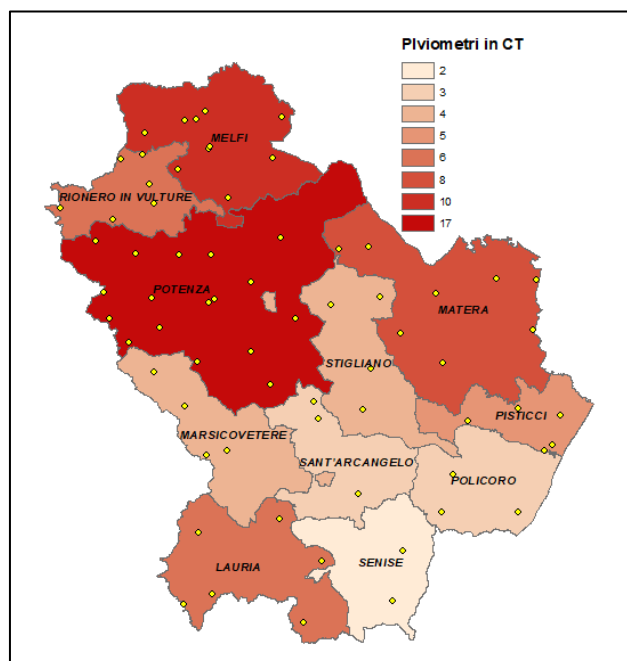 Plviometri in CT
2
3
4
5
6
8
10
17
MELFI
RIONERO IN VULTURE
POTENZA
MATERA
STIGLIANO
PISTICCI
MARSICOVETERE
SANT'ARCANGELO
POLICORO
LAURIA
SENISE